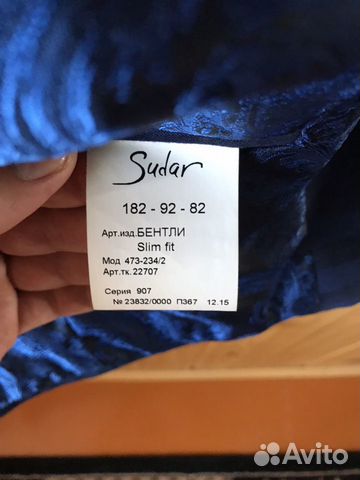 Sudar
182 - 92 - 82
Арт.изд.БЕНТЛИ
Slim fit
Мод 473-234/2
Арт.тк. 22707
Серия 907
№ 23832/0000 П367 12.15
Avito